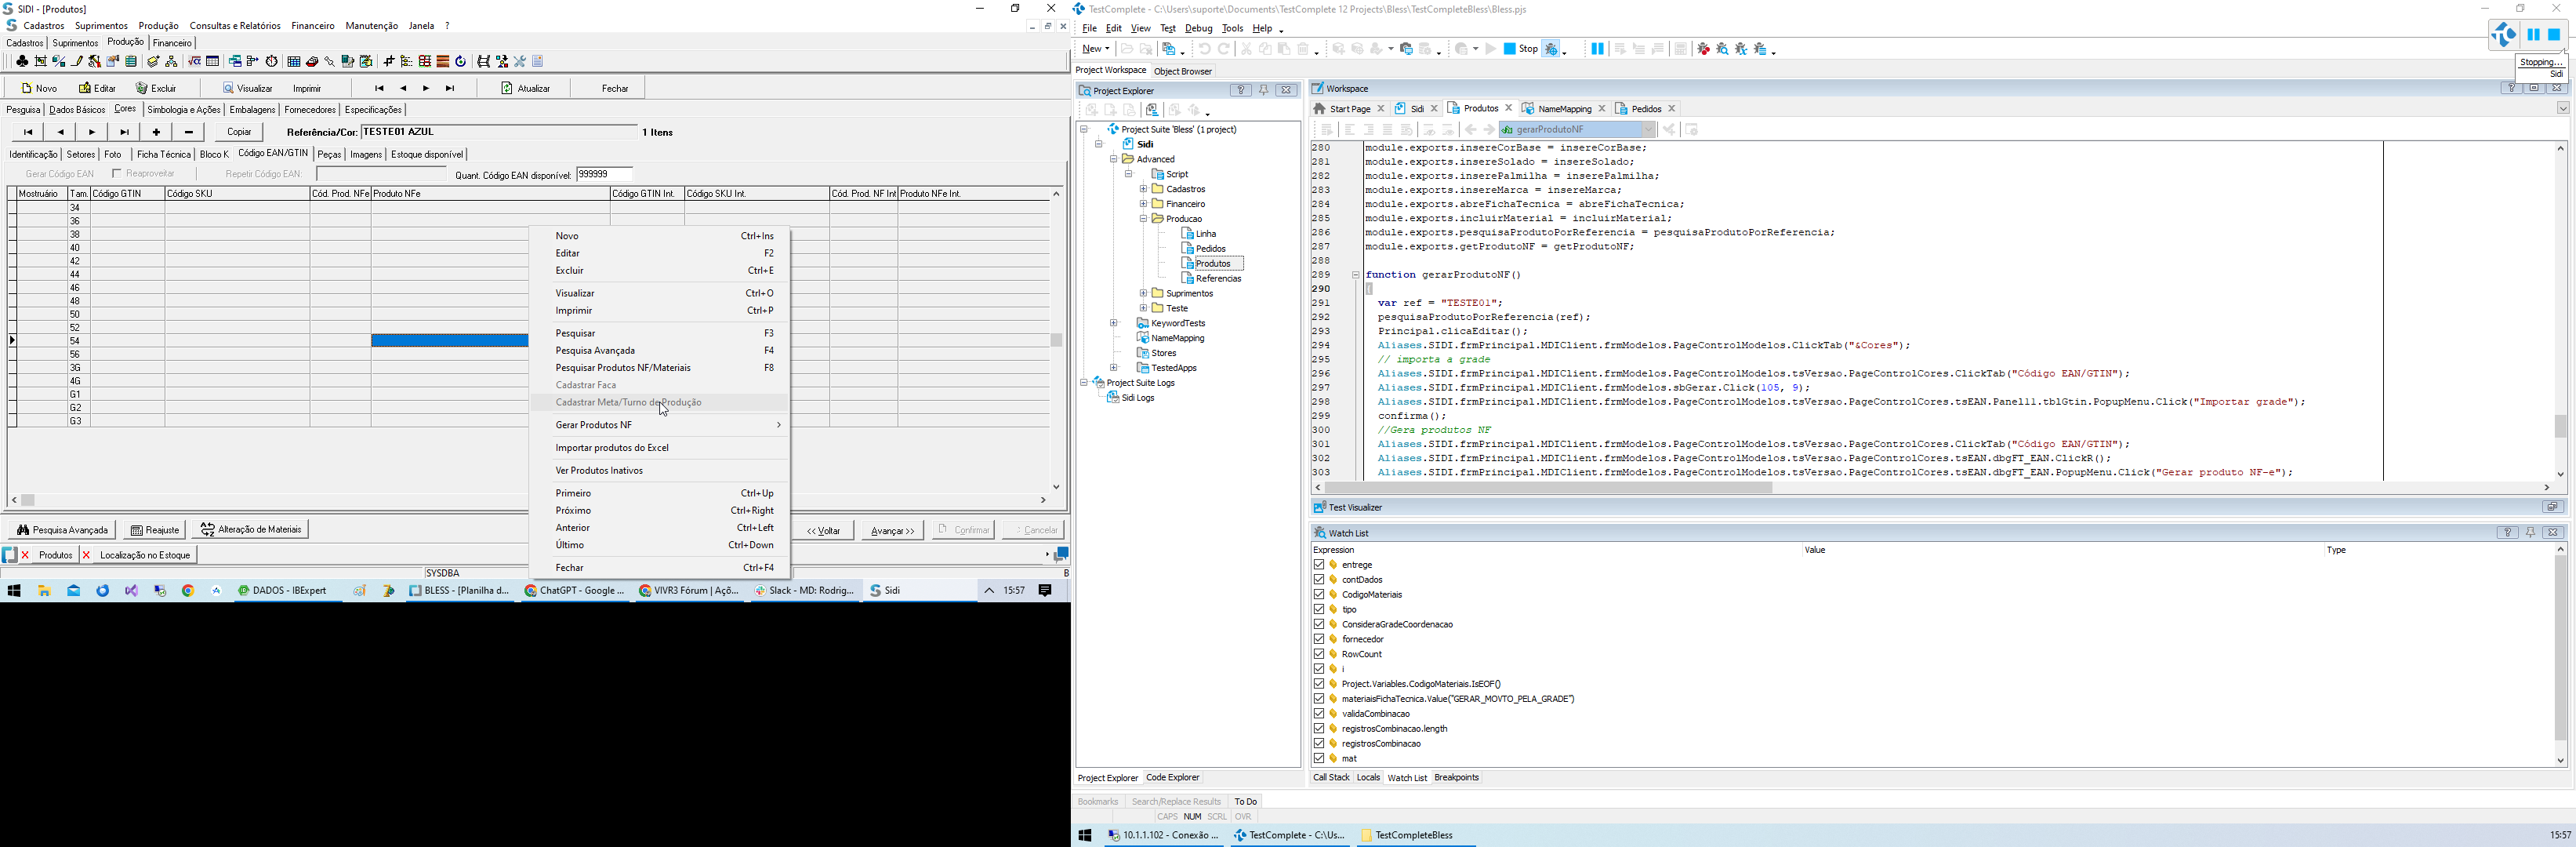 SIDI - [Produtos]
Cadastros Suprimentos Produção Consultas e Relatórios Financeiro Manutenção Janela ?
Cadastros Suprimentos Produção Financeiro
Novo Editar Excluir Visualizar Imprimir Atualizar Fechar
Pesquisa Dados Básicos Cores Simbologia e Ações Embalagens Fornecedores Especificações
Copiar Referência/Cor: TESTE01 AZUL 1 Itens
Identificação Setores Foto Ficha Técnica Bloco K Código EAN/GTIN Peças Imagens Estoque disponível
Gerar Código EAN Reaproveitar Repetir Código EAN: Quant. Código EAN disponível: 999999
Mostruário Tam. Código GTIN Código SKU Cód. Prod. NFe Produto NFe Código GTIN Int. Código SKU Int. Cód. Prod. NF Int Produto NFe Int.
34
36
38
40
42
44
46
48
50
52
54
56
3G
4G
G1
G2
G3
Novo Ctrl+Ins
Editar F2
Excluir Ctrl+E
Visualizar Ctrl+O
Imprimir Ctrl+P
Pesquisar F3
Pesquisa Avançada F4
Pesquisar Produtos NF/Materiais F8
Cadastrar Faca
Cadastrar Meta/Turno de Produção
Gerar Produtos NF
Importar produtos do Excel
Ver Produtos Inativos
Primeiro Ctrl+Up
Próximo Ctrl+Right
Anterior Ctrl+Left
Último Ctrl+Down
Fechar Ctrl+F4
Pesquisa Avançada Reajuste Alteração de Materiais << Voltar Avançar >> Confirmar Cancelar
Produtos Localização no Estoque
SYSDBA B
DADOS - IBExpert BLESS - [Planilha d... ChatGPT - Google ... VIVR3 Fórum | Açõ... Slack - MD: Rodrig... Sidi 15:57
TestComplete - C:\Users\suporte\Documents\TestComplete 12 Projects\Bless\TestCompleteBless\Bless.pjs
File Edit View Test Debug Tools Help
New Stop
Stopping...
Sidi
Project Workspace Object Browser
Project Explorer
Project Suite 'Bless' (1 project)
Sidi
Advanced
Script
Cadastros
Financeiro
Producao
Linha
Pedidos
Produtos
Referencias
Suprimentos
Teste
KeywordTests
NameMapping
Stores
TestedApps
Project Suite Logs
Sidi Logs
Project Explorer Code Explorer
Workspace
Start Page Sidi Produtos NameMapping Pedidos
gerarProdutoNF
280 module.exports.insereCorBase = insereCorBase;
281 module.exports.insereSolado = insereSolado;
282 module.exports.inserePalmilha = inserePalmilha;
283 module.exports.insereMarca = insereMarca;
284 module.exports.abreFichaTecnica = abreFichaTecnica;
285 module.exports.incluirMaterial = incluirMaterial;
286 module.exports.pesquisaProdutoPorReferencia = pesquisaProdutoPorReferencia;
287 module.exports.getProdutoNF = getProdutoNF;
288
289 function gerarProdutoNF()
290 {
291 var ref = "TESTE01";
292 pesquisaProdutoPorReferencia(ref);
293 Principal.clicaEditar();
294 Aliases.SIDI.frmPrincipal.MDIClient.frmModelos.PageControlModelos.ClickTab("&Cores");
295 // importa a grade
296 Aliases.SIDI.frmPrincipal.MDIClient.frmModelos.PageControlModelos.tsVersao.PageControlCores.ClickTab("Código EAN/GTIN");
297 Aliases.SIDI.frmPrincipal.MDIClient.frmModelos.sbGerar.Click(105, 9);
298 Aliases.SIDI.frmPrincipal.MDIClient.frmModelos.PageControlModelos.tsVersao.PageControlCores.tsEAN.Panel11.tblGtin.PopupMenu.Click("Importar grade");
299 confirma();
300 //Gera produtos NF
301 Aliases.SIDI.frmPrincipal.MDIClient.frmModelos.PageControlModelos.tsVersao.PageControlCores.ClickTab("Código EAN/GTIN");
302 Aliases.SIDI.frmPrincipal.MDIClient.frmModelos.PageControlModelos.tsVersao.PageControlCores.tsEAN.dbgFT_EAN.ClickR();
303 Aliases.SIDI.frmPrincipal.MDIClient.frmModelos.PageControlModelos.tsVersao.PageControlCores.tsEAN.dbgFT_EAN.PopupMenu.Click("Gerar produto NF-e");
Test Visualizer
Watch List
Expression Value Type
entrege
contDados
CodigoMateriais
tipo
ConsideraGradeCoordenacao
fornecedor
RowCount
i
Project.Variables.CodigoMateriais.IsEOF()
materiaisFichaTecnica.Value("GERAR_MOVTO_PELA_GRADE")
validaCombinacao
registrosCombinacao.length
registrosCombinacao
mat
Call Stack Locals Watch List Breakpoints
Bookmarks Search/Replace Results To Do
CAPS NUM SCRL OVR
10.1.1.102 - Conexão ... TestComplete - C:\Us... TestCompleteBless 15:57